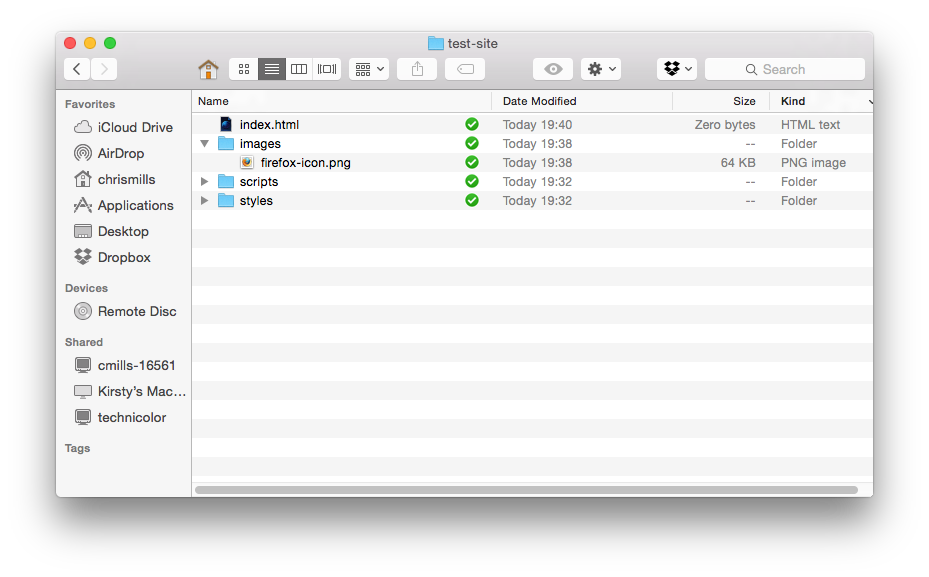 test-site
Search
Favorites
iCloud Drive
AirDrop
chrismills
Applications
Desktop
Dropbox
Devices
Remote Disc
Shared
cmills-16561
Kirsty’s Mac…
technicolor
Tags
Name Date Modified Size Kind
index.html Today 19:40 Zero bytes HTML text
images Today 19:38 -- Folder
firefox-icon.png Today 19:38 64 KB PNG image
scripts Today 19:32 -- Folder
styles Today 19:32 -- Folder